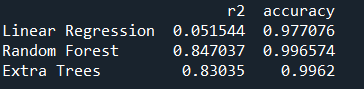 r2 accuracy
Linear Regression 0.051544 0.977076
Random Forest 0.847037 0.996574
Extra Trees 0.83035 0.9962